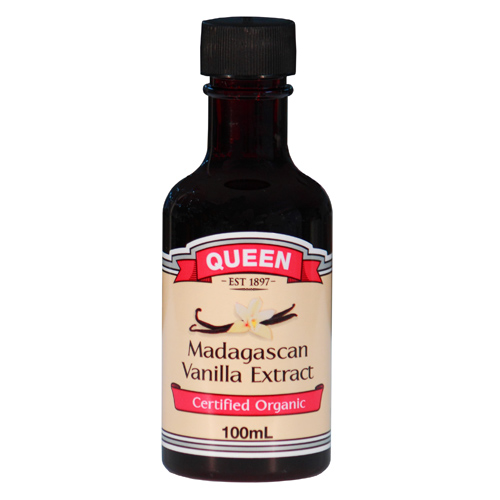 QUEEN
- EST 1897 -
Madagascan
Vanilla Extract
Certified Organic
100mL